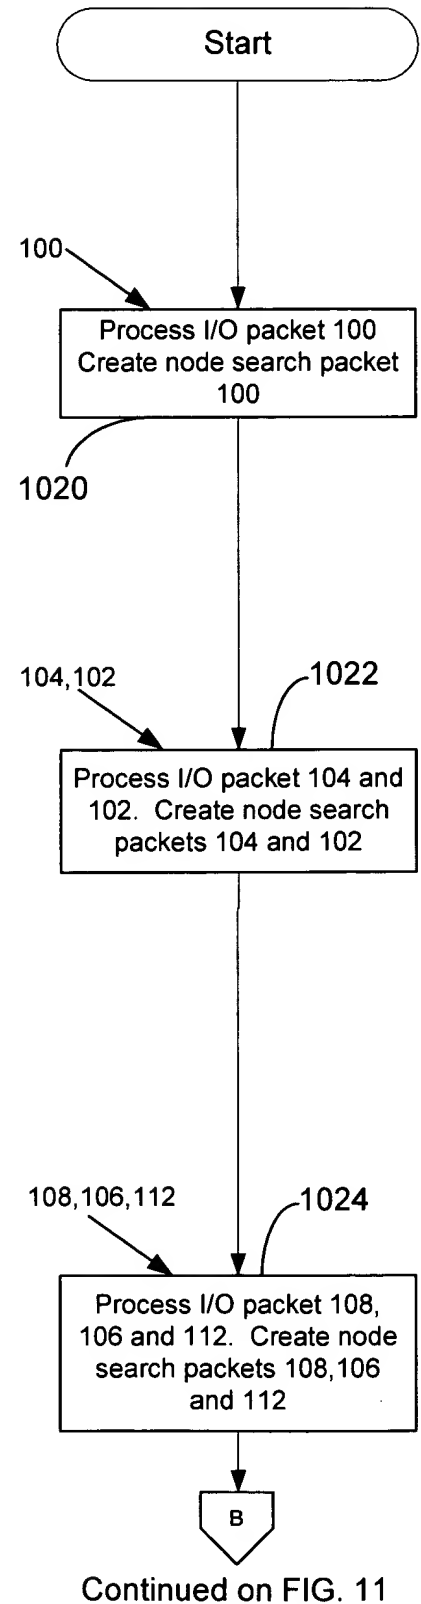 Start
100
Process I/O packet 100
Create node search packet
100
1020
104,102
1022
Process I/O packet 104 and
102. Create node search
packets 104 and 102
108,106,112
1024
Process I/O packet 108,
106 and 112. Create node
search packets 108,106
and 112
B
Continued on FIG. 11